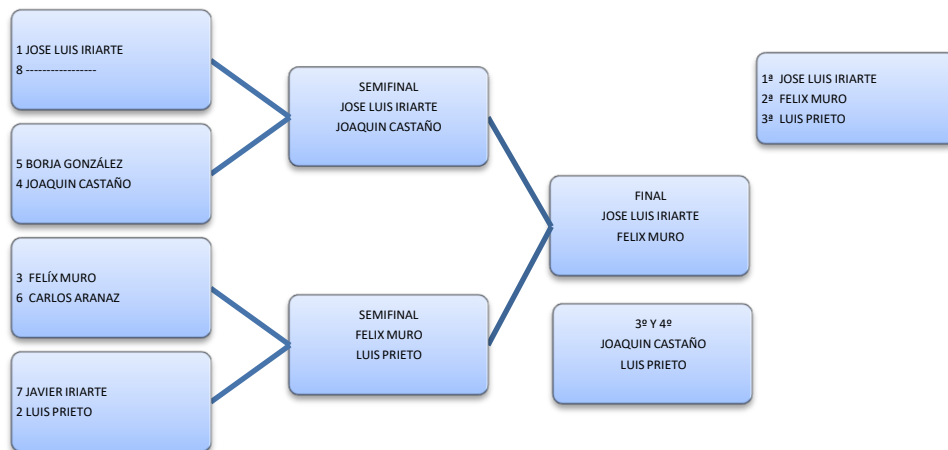 1 JOSE LUIS IRIARTE
8 ----------------
5 BORJA GONZÁLEZ
4 JOAQUIN CASTAÑO
3 FELÍX MURO
6 CARLOS ARANAZ
7 JAVIER IRIARTE
2 LUIS PRIETO
SEMIFINAL
JOSE LUIS IRIARTE
JOAQUIN CASTAÑO
SEMIFINAL
FELIX MURO
LUIS PRIETO
FINAL
JOSE LUIS IRIARTE
FELIX MURO
3º Y 4º
JOAQUIN CASTAÑO
LUIS PRIETO
1ª JOSE LUIS IRIARTE
2ª FELIX MURO
3ª LUIS PRIETO